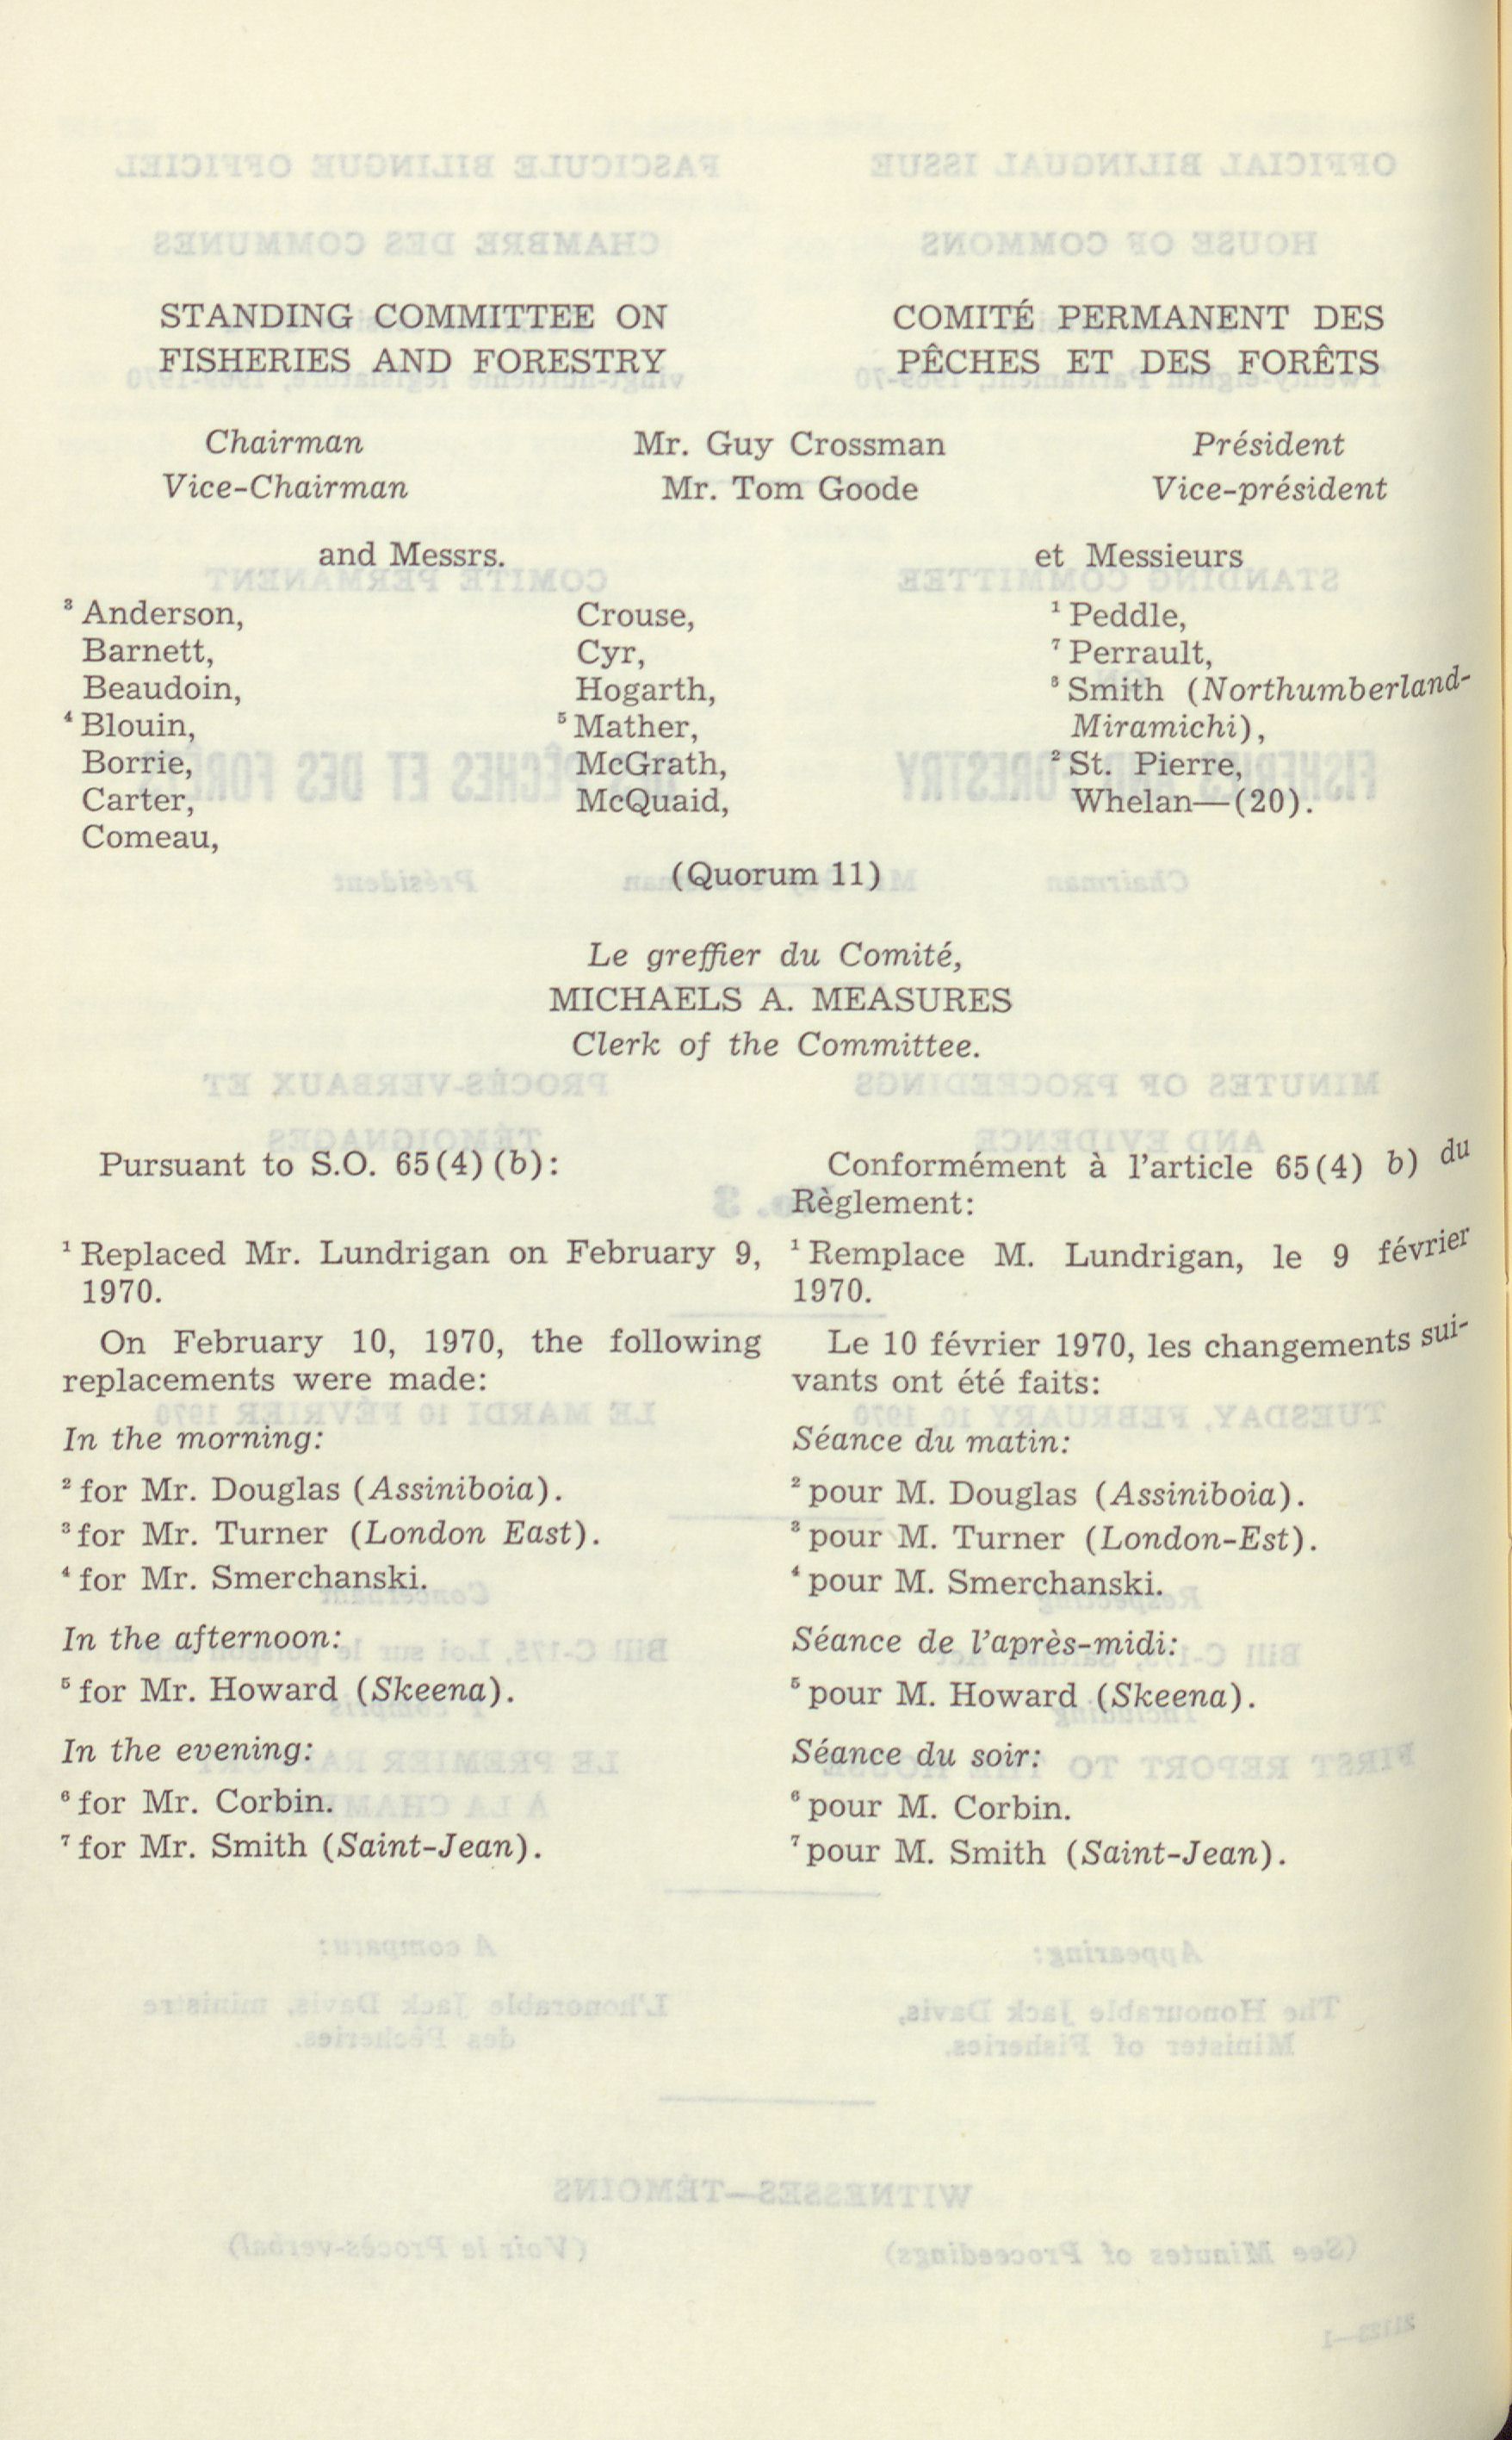 STANDING COMMITTEE ON
FISHERIES AND FORESTRY
COMITÉ PERMANENT DES
PÊCHES ET DES FORÊTS
Chairman Mr. Guy Crossman Président
Vice-Chairman Mr. Tom Goode Vice-président
and Messrs.
et Messieurs
³ Anderson,
Barnett,
Beaudoin,
⁴ Blouin,
Borrie,
Carter,
Comeau,
Crouse,
Cyr,
Hogarth,
⁵ Mather,
McGrath,
McQuaid,
¹ Peddle,
⁷ Perrault,
Smith (Northumberland-
Miramichi),
² St. Pierre,
Whelan—(20).
(Quorum 11)
Le greffier du Comité,
MICHAELS A. MEASURES
Clerk of the Committee.
Pursuant to S.O. 65(4)(b):
¹ Replaced Mr. Lundrigan on February 9,
1970.
On February 10, 1970, the following
replacements were made:
In the morning:
² for Mr. Douglas (Assiniboia).
³ for Mr. Turner (London East).
⁴ for Mr. Smerchanski.
In the afternoon:
⁵ for Mr. Howard (Skeena).
In the evening:
⁶ for Mr. Corbin.
⁷ for Mr. Smith (Saint-Jean).
Conformément à l'article 65(4) b) du
Règlement:
¹ Remplace M. Lundrigan, le 9 février
1970.
Le 10 février 1970, les changements sui-
vants ont été faits:
Séance du matin:
² pour M. Douglas (Assiniboia).
³ pour M. Turner (London-Est).
⁴ pour M. Smerchanski.
Séance de l'après-midi:
⁵ pour M. Howard (Skeena).
Séance du soir:
⁶ pour M. Corbin.
⁷ pour M. Smith (Saint-Jean).